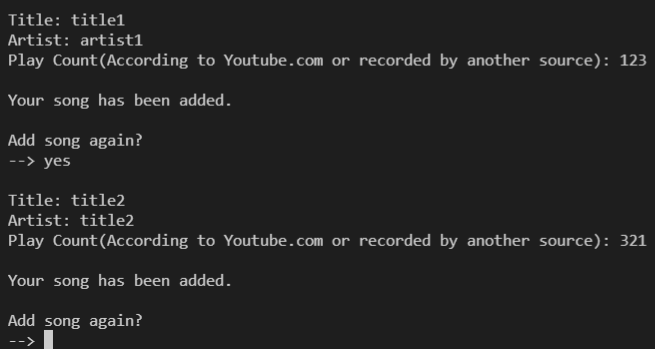 Title: title1
Artist: artist1
Play Count(According to Youtube.com or recorded by another source): 123
Your song has been added.
Add song again?
--> yes
Title: title2
Artist: title2
Play Count(According to Youtube.com or recorded by another source): 321
Your song has been added.
Add song again?
-->